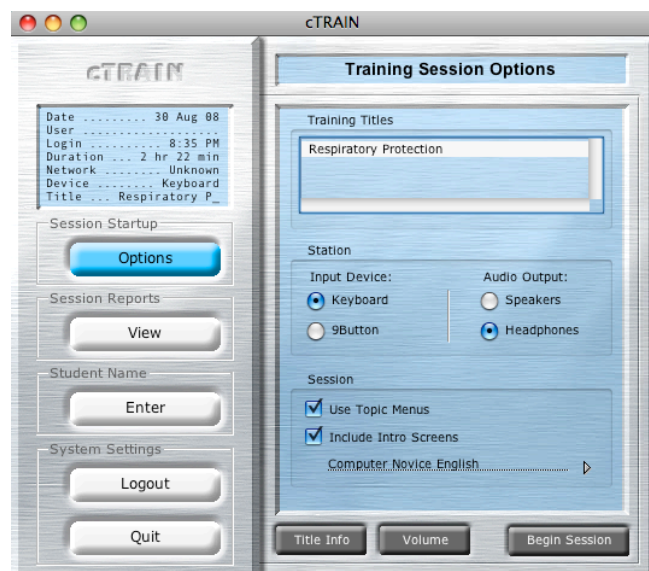 cTRAIN
cTRAIN
Date ......... 30 Aug 08
User ...................
Login .......... 8:35 PM
Duration ... 2 hr 22 min
Network ........ Unknown
Device ........ Keyboard
Title ... Respiratory P_
Session Startup
Options
Session Reports
View
Student Name
Enter
System Settings
Logout
Quit
Training Session Options
Training Titles
Respiratory Protection
Station
Input Device:
Keyboard
9Button
Audio Output:
Speakers
Headphones
Session
Use Topic Menus
Include Intro Screens
Computer Novice English
Title Info
Volume
Begin Session